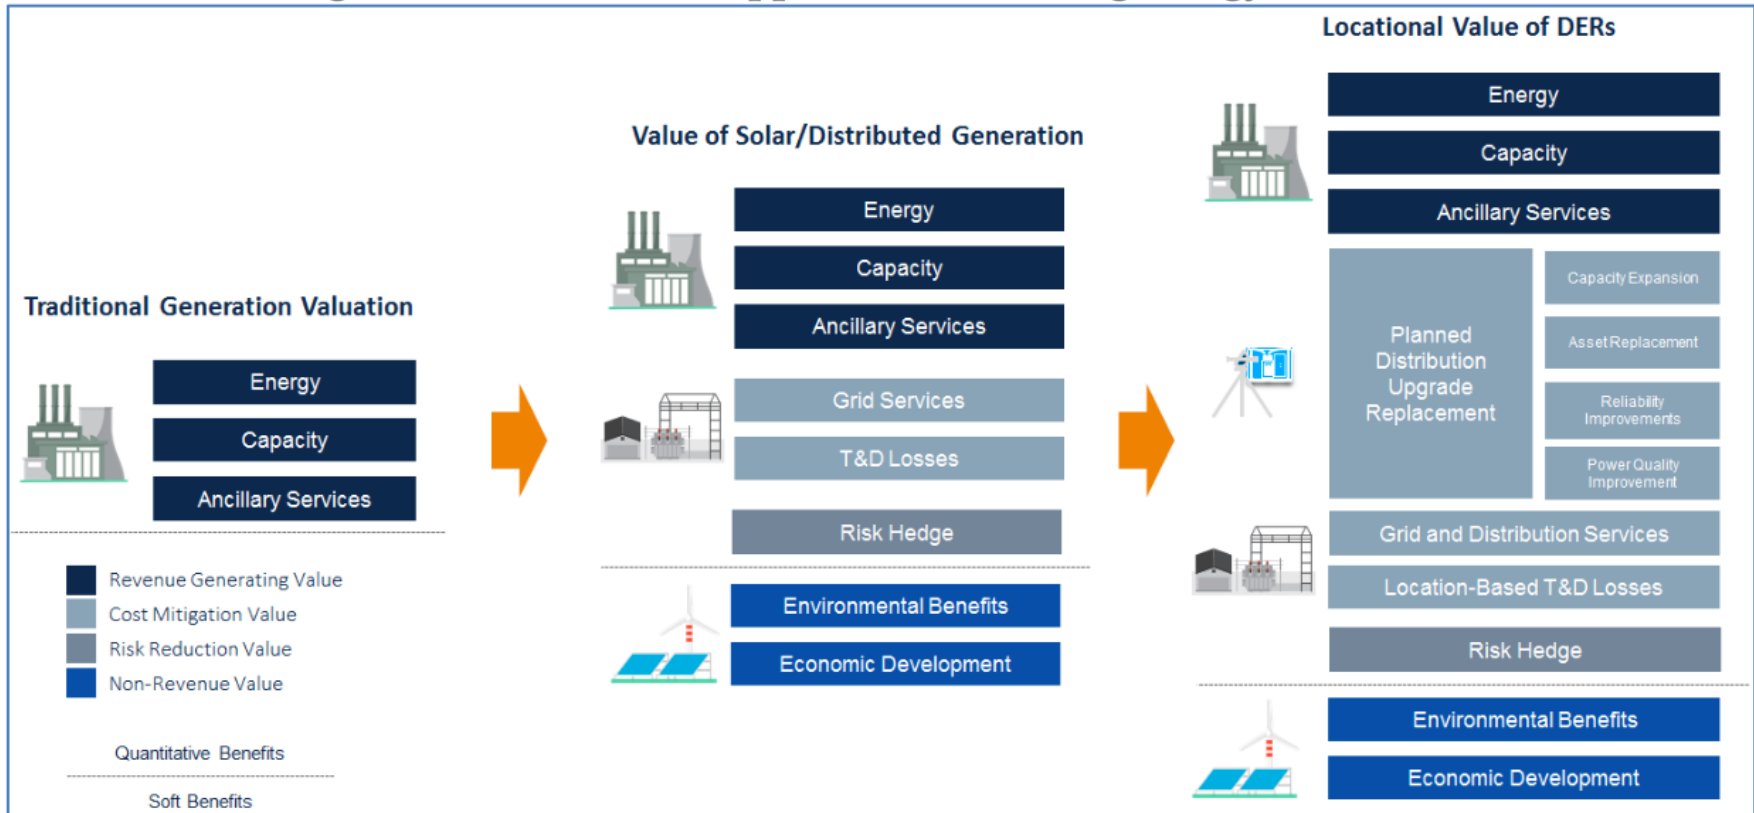 Traditional Generation Valuation
Energy
Capacity
Ancillary Services
Revenue Generating Value
Cost Mitigation Value
Risk Reduction Value
Non-Revenue Value
Quantitative Benefits
Soft Benefits
Value of Solar/Distributed Generation
Energy
Capacity
Ancillary Services
Grid Services
T&D Losses
Risk Hedge
Environmental Benefits
Economic Development
Locational Value of DERs
Energy
Capacity
Ancillary Services
Planned
Distribution
Upgrade
Replacement
Capacity Expansion
Asset Replacement
Reliability
Improvements
Power Quality
Improvement
Grid and Distribution Services
Location-Based T&D Losses
Risk Hedge
Environmental Benefits
Economic Development